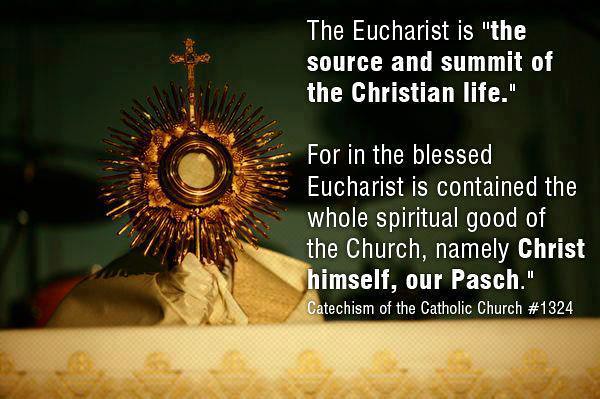 The Eucharist is "the
source and summit of
the Christian life."
For in the blessed
Eucharist is contained the
whole spiritual good of
the Church, namely Christ
himself, our Pasch."
Catechism of the Catholic Church #1324